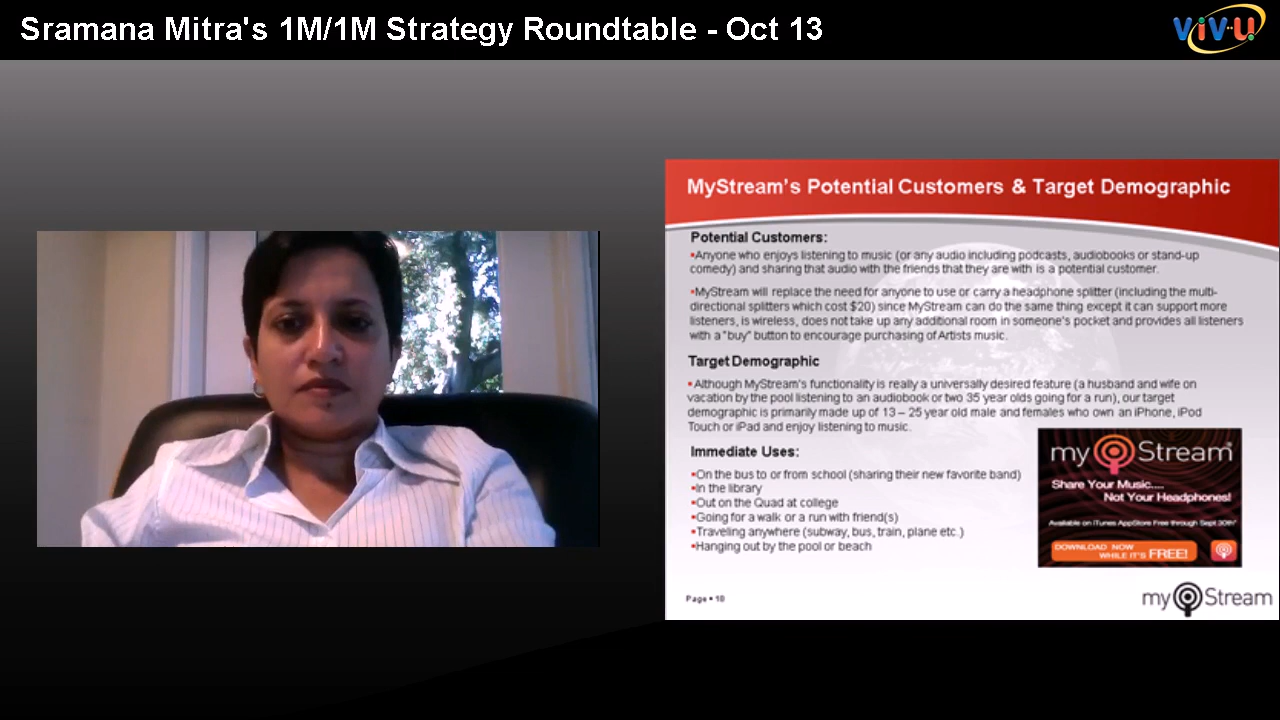 Sramana Mitra's 1M/1M Strategy Roundtable - Oct 13
ViV-U!
MyStream's Potential Customers & Target Demographic
Potential Customers:
▪Anyone who enjoys listening to music (or any audio including podcasts, audiobooks or stand-up
comedy) and sharing that audio with the friends that they are with is a potential customer.
▪MyStream will replace the need for anyone to use or carry a headphone splitter (including the multi-
directional splitters which cost $20) since MyStream can do the same thing except it can support more
listeners, is wireless, does not take up any additional room in someone's pocket and provides all listeners
with a "buy" button to encourage purchasing of Artists music.
Target Demographic
▪ Although MyStream's functionality is really a universally desired feature (a husband and wife on
vacation by the pool listening to an audiobook or two 35 year olds going for a run), our target
demographic is primarily made up of 13 – 25 year old male and females who own an iPhone, iPod
Touch or iPad and enjoy listening to music.
Immediate Uses:
▪On the bus to or from school (sharing their new favorite band)
▪In the library
▪Out on the Quad at college
▪Going for a walk or a run with friend(s)
▪Traveling anywhere (subway, bus, train, plane etc.)
▪Hanging out by the pool or beach
my Stream
Share Your Music....
Not Your Headphones!
Available on iTunes AppStore Free through Sept 30th*
DOWNLOAD NOW
WHILE IT'S FREE!
Page ▪ 10
my Stream